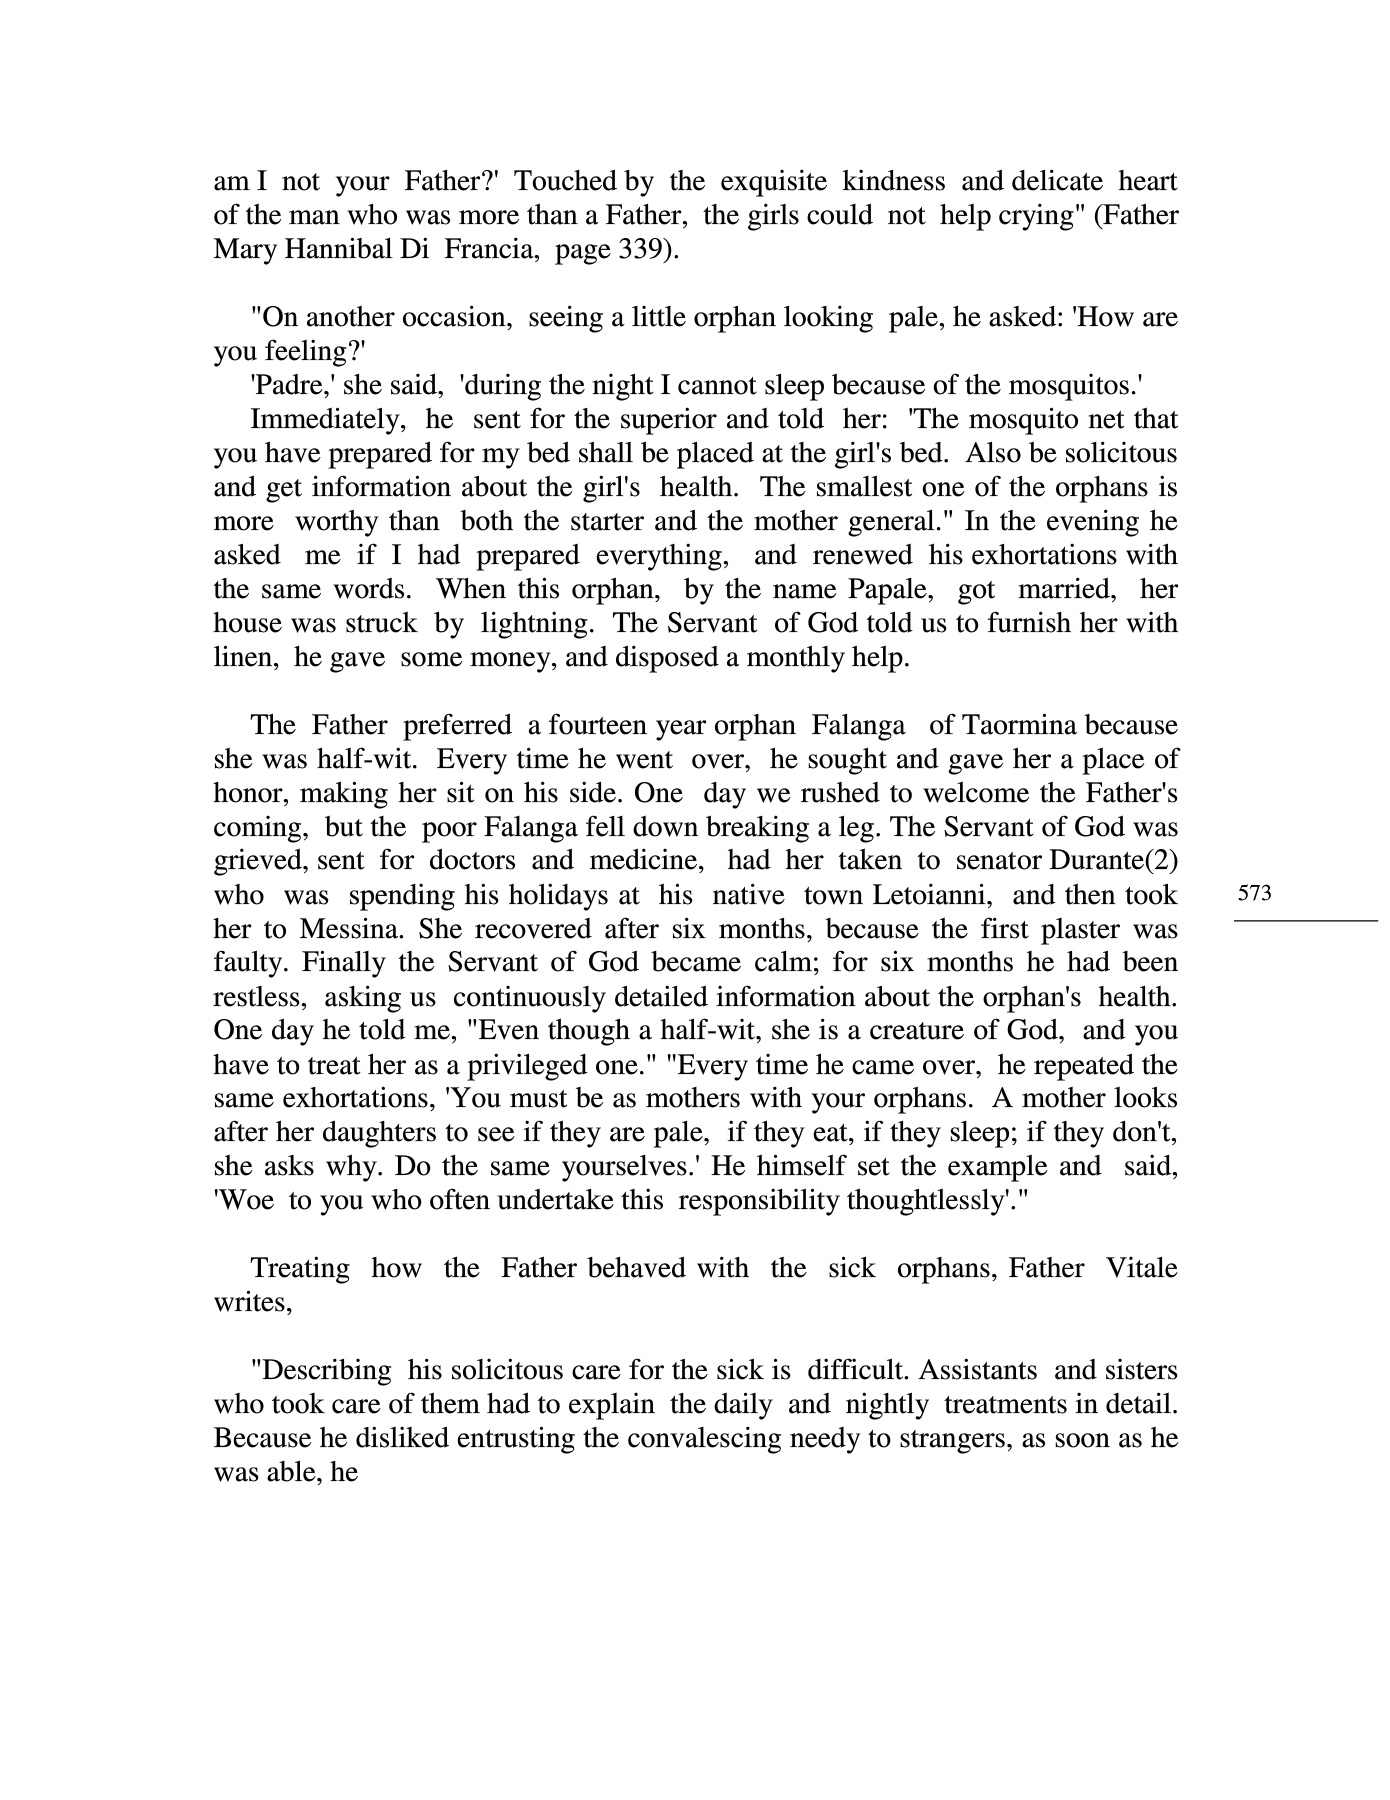 am I not your Father?' Touched by the exquisite kindness and delicate heart
of the man who was more than a Father, the girls could not help crying" (Father
Mary Hannibal Di Francia, page 339).
"On another occasion, seeing a little orphan looking pale, he asked: 'How are
you feeling?'
'Padre,' she said, 'during the night I cannot sleep because of the mosquitos.'
Immediately, he sent for the superior and told her: 'The mosquito net that
you have prepared for my bed shall be placed at the girl's bed. Also be solicitous
and get information about the girl's health. The smallest one of the orphans is
more worthy than both the starter and the mother general." In the evening he
asked me if I had prepared everything, and renewed his exhortations with
the same words. When this orphan, by the name Papale, got married, her
house was struck by lightning. The Servant of God told us to furnish her with
linen, he gave some money, and disposed a monthly help.
The Father preferred a fourteen year orphan Falanga of Taormina because
she was half-wit. Every time he went over, he sought and gave her a place of
honor, making her sit on his side. One day we rushed to welcome the Father's
coming, but the poor Falanga fell down breaking a leg. The Servant of God was
grieved, sent for doctors and medicine, had her taken to senator Durante(2)
who was spending his holidays at his native town Letoianni, and then took
her to Messina. She recovered after six months, because the first plaster was
faulty. Finally the Servant of God became calm; for six months he had been
restless, asking us continuously detailed information about the orphan's health.
One day he told me, "Even though a half-wit, she is a creature of God, and you
have to treat her as a privileged one." "Every time he came over, he repeated the
same exhortations, 'You must be as mothers with your orphans. A mother looks
after her daughters to see if they are pale, if they eat, if they sleep; if they don't,
she asks why. Do the same yourselves.' He himself set the example and said,
'Woe to you who often undertake this responsibility thoughtlessly'."
Treating how the Father behaved with the sick orphans, Father Vitale
writes,
"Describing his solicitous care for the sick is difficult. Assistants and sisters
who took care of them had to explain the daily and nightly treatments in detail.
Because he disliked entrusting the convalescing needy to strangers, as soon as he
was able, he
573